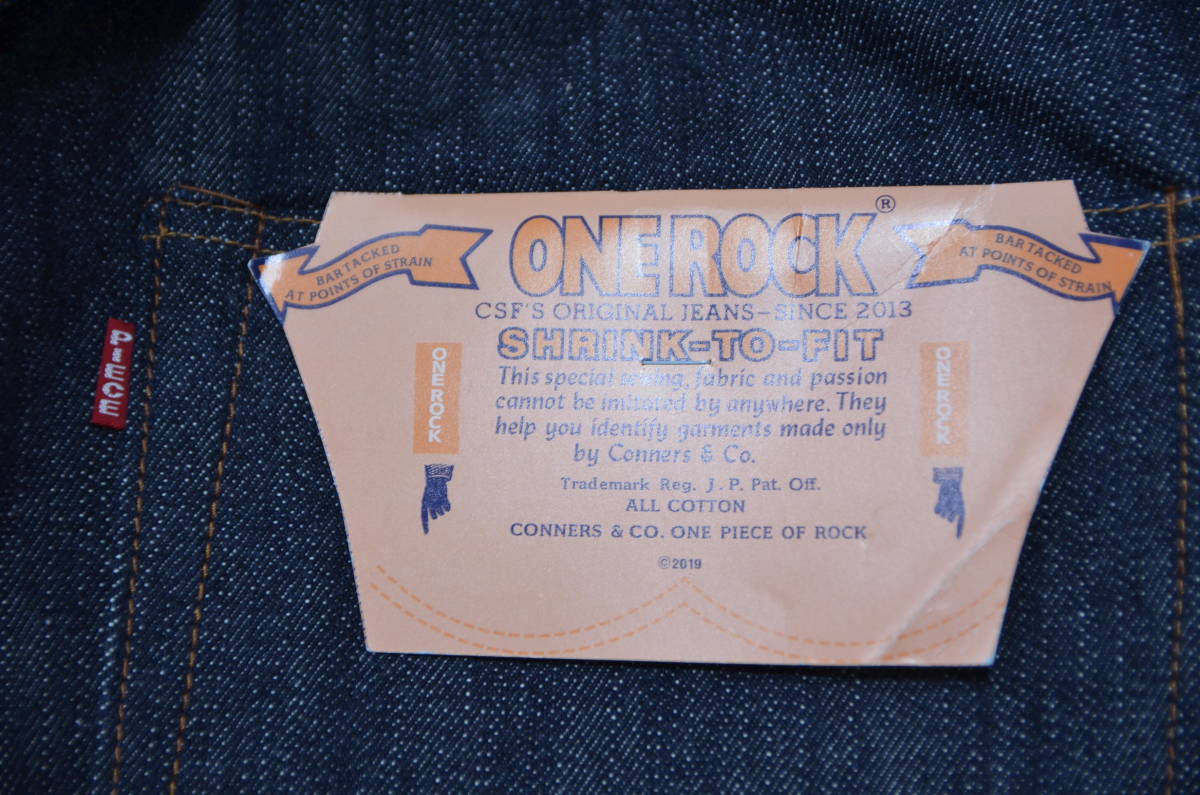 ONE ROCK®
BAR TACKED
AT POINTS OF STRAIN
BAR TACKED
AT POINTS OF STRAIN
CSF'S ORIGINAL JEANS-SINCE 2013
SHRINK-TO-FIT
ONE ROCK
ONE ROCK
This special sewing, fabric and passion
cannot be imitated by anywhere. They
help you identify garments made only
by Conners & Co.
Trademark Reg. J. P. Pat. Off.
ALL COTTON
CONNERS & CO. ONE PIECE OF ROCK
©2019